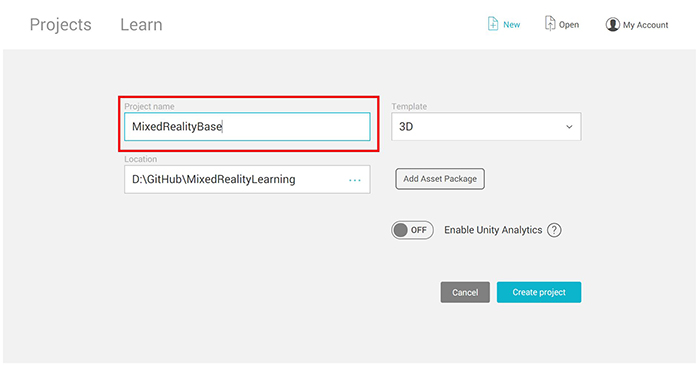 Projects Learn New Open My Account
Project name Template
MixedRealityBase 3D
Location
D:\GitHub\MixedRealityLearning ... Add Asset Package
OFF Enable Unity Analytics ?
Cancel Create project